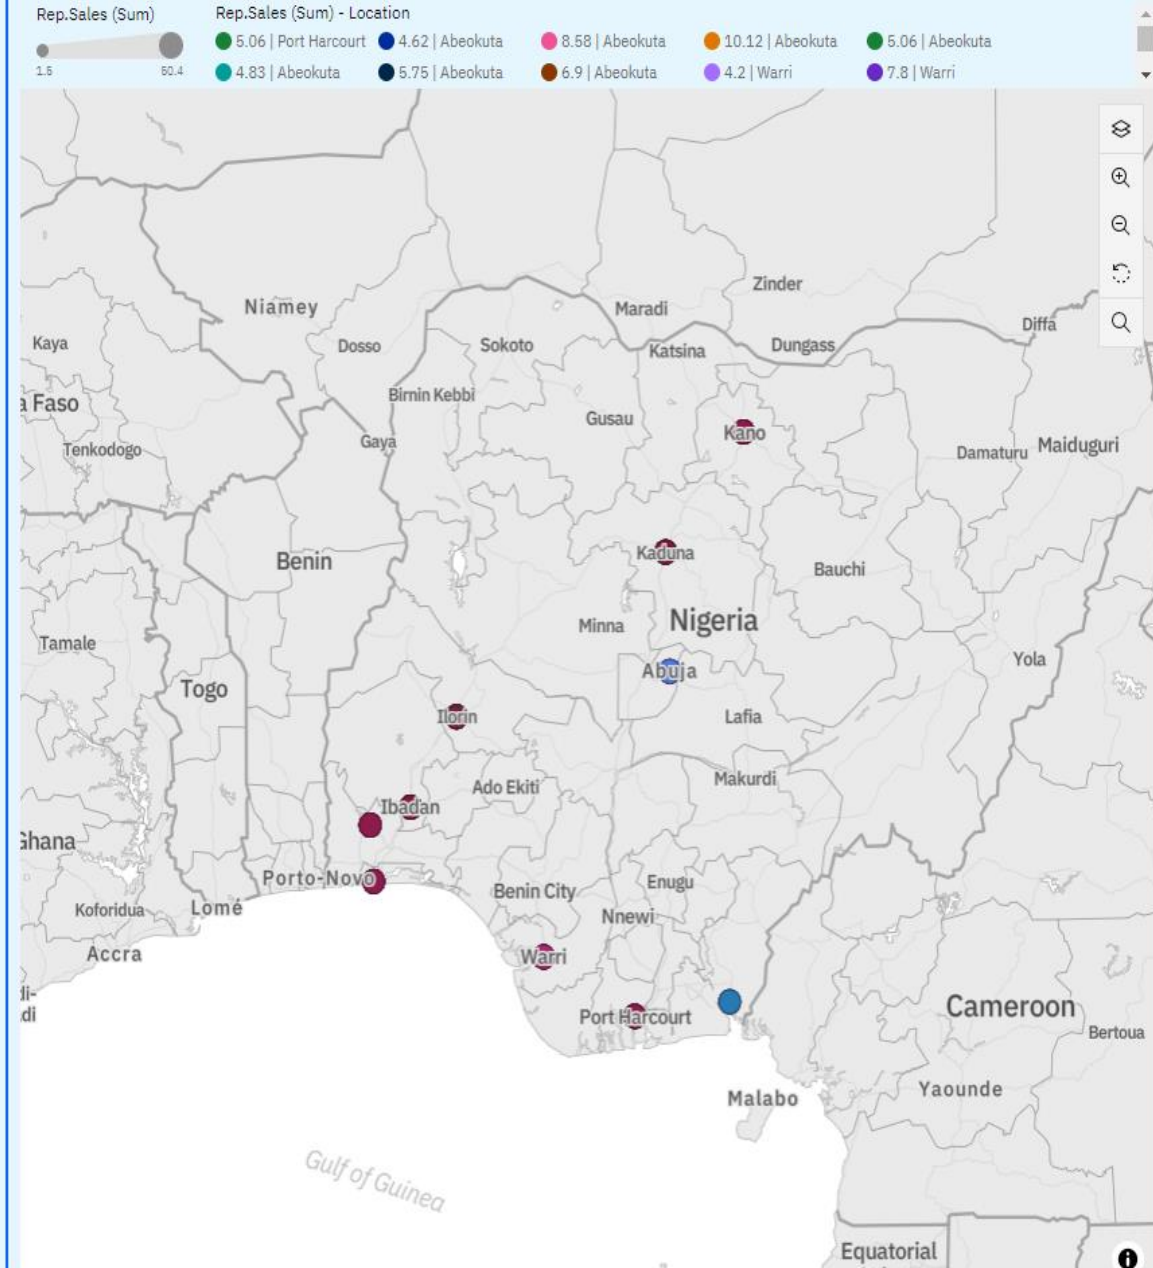 Rep.Sales (Sum)
1.5
50.4
Rep.Sales (Sum) - Location
5.06 | Port Harcourt
4.62 | Abeokuta
8.58 | Abeokuta
10.12 | Abeokuta
5.06 | Abeokuta
4.83 | Abeokuta
5.75 | Abeokuta
6.9 | Abeokuta
4.2 | Warri
7.8 | Warri
Zinder
Niamey
Maradi
Diffa
Kaya
Dosso
Sokoto
Katsina
Dungass
Birnin Kebbi
a Faso
Gusau
Kano
Gaya
Tenkodogo
Damaturu
Maiduguri
Benin
Kaduna
Bauchi
Nigeria
Minna
Tamale
Abuja
Yola
Togo
Ilorin
Lafia
Makurdi
Ado Ekiti
Ibadan
Ghana
Porto-Novo
Enugu
Benin City
Koforidua
Lomé
Nnewi
Accra
Warri
di-
di
Port Harcourt
Cameroon
Bertoua
Yaounde
Malabo
Gulf of Guinea
Equatorial